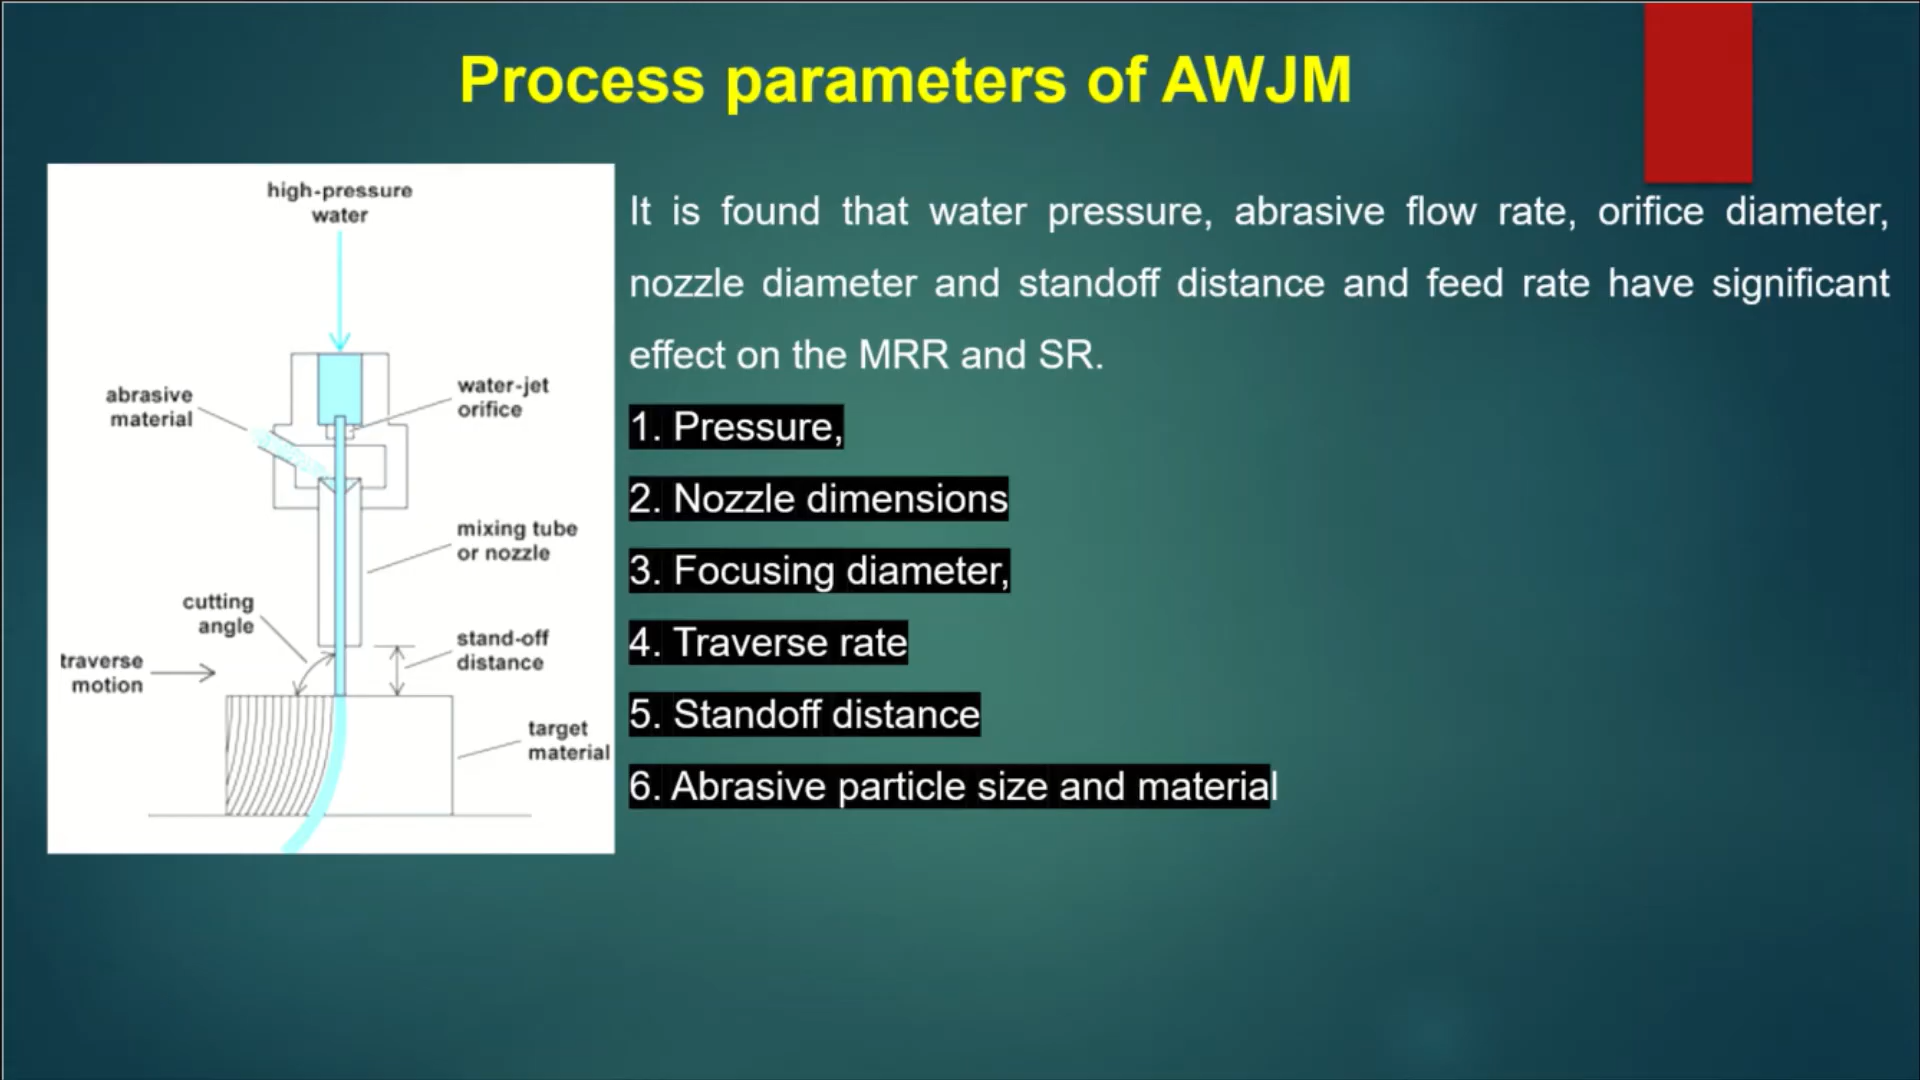 Process parameters of AWJM
high-pressure
water
abrasive
material
water-jet
orifice
mixing tube
or nozzle
cutting
angle
stand-off
distance
traverse
motion
target
material
It is found that water pressure, abrasive flow rate, orifice diameter,
nozzle diameter and standoff distance and feed rate have significant
effect on the MRR and SR.
1. Pressure,
2. Nozzle dimensions
3. Focusing diameter,
4. Traverse rate
5. Standoff distance
6. Abrasive particle size and material